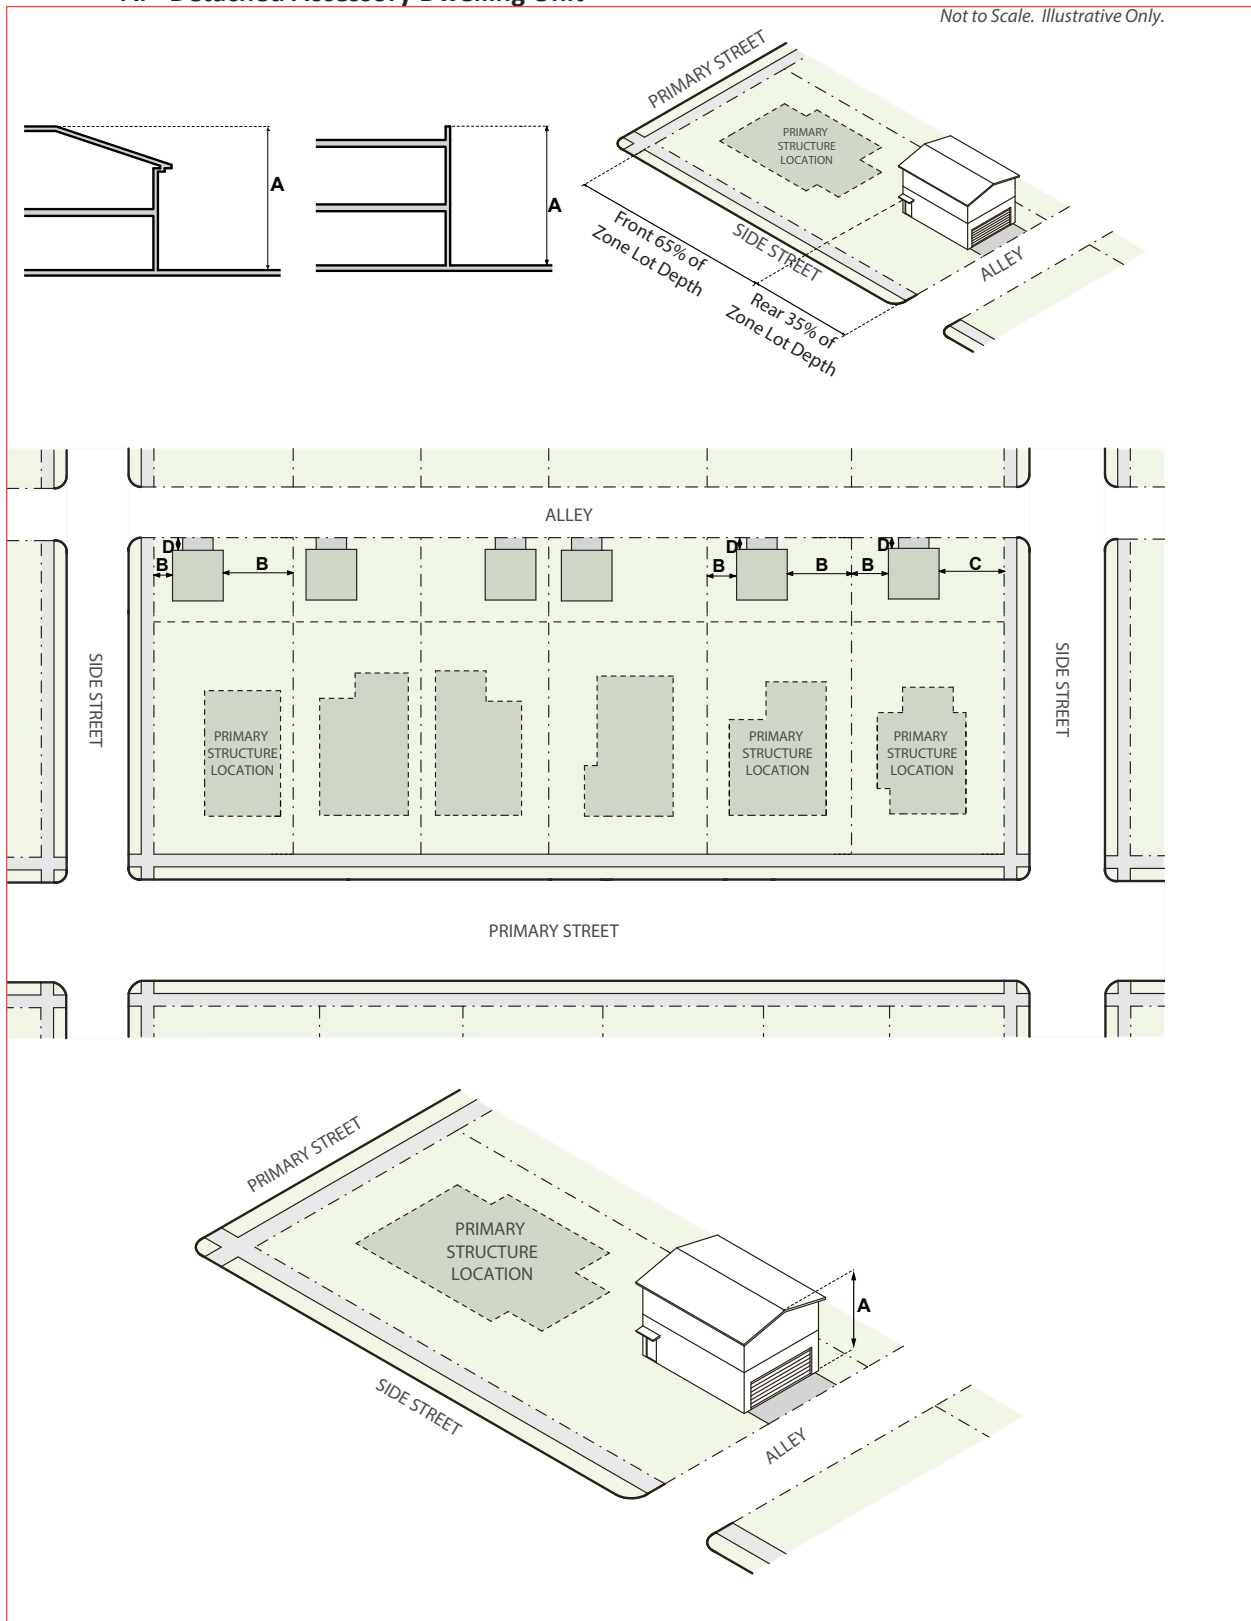 Not to Scale. Illustrative Only.
PRIMARY STREET
PRIMARY
STRUCTURE
LOCATION
A
A
Front 65% of
Zone Lot Depth
SIDE STREET
Rear 35% of
Zone Lot Depth
ALLEY
ALLEY
D
B
B
D
B
B
D
B
C
SIDE STREET
SIDE STREET
PRIMARY
STRUCTURE
LOCATION
PRIMARY
STRUCTURE
LOCATION
PRIMARY
STRUCTURE
LOCATION
PRIMARY STREET
PRIMARY STREET
PRIMARY
STRUCTURE
LOCATION
A
SIDE STREET
ALLEY